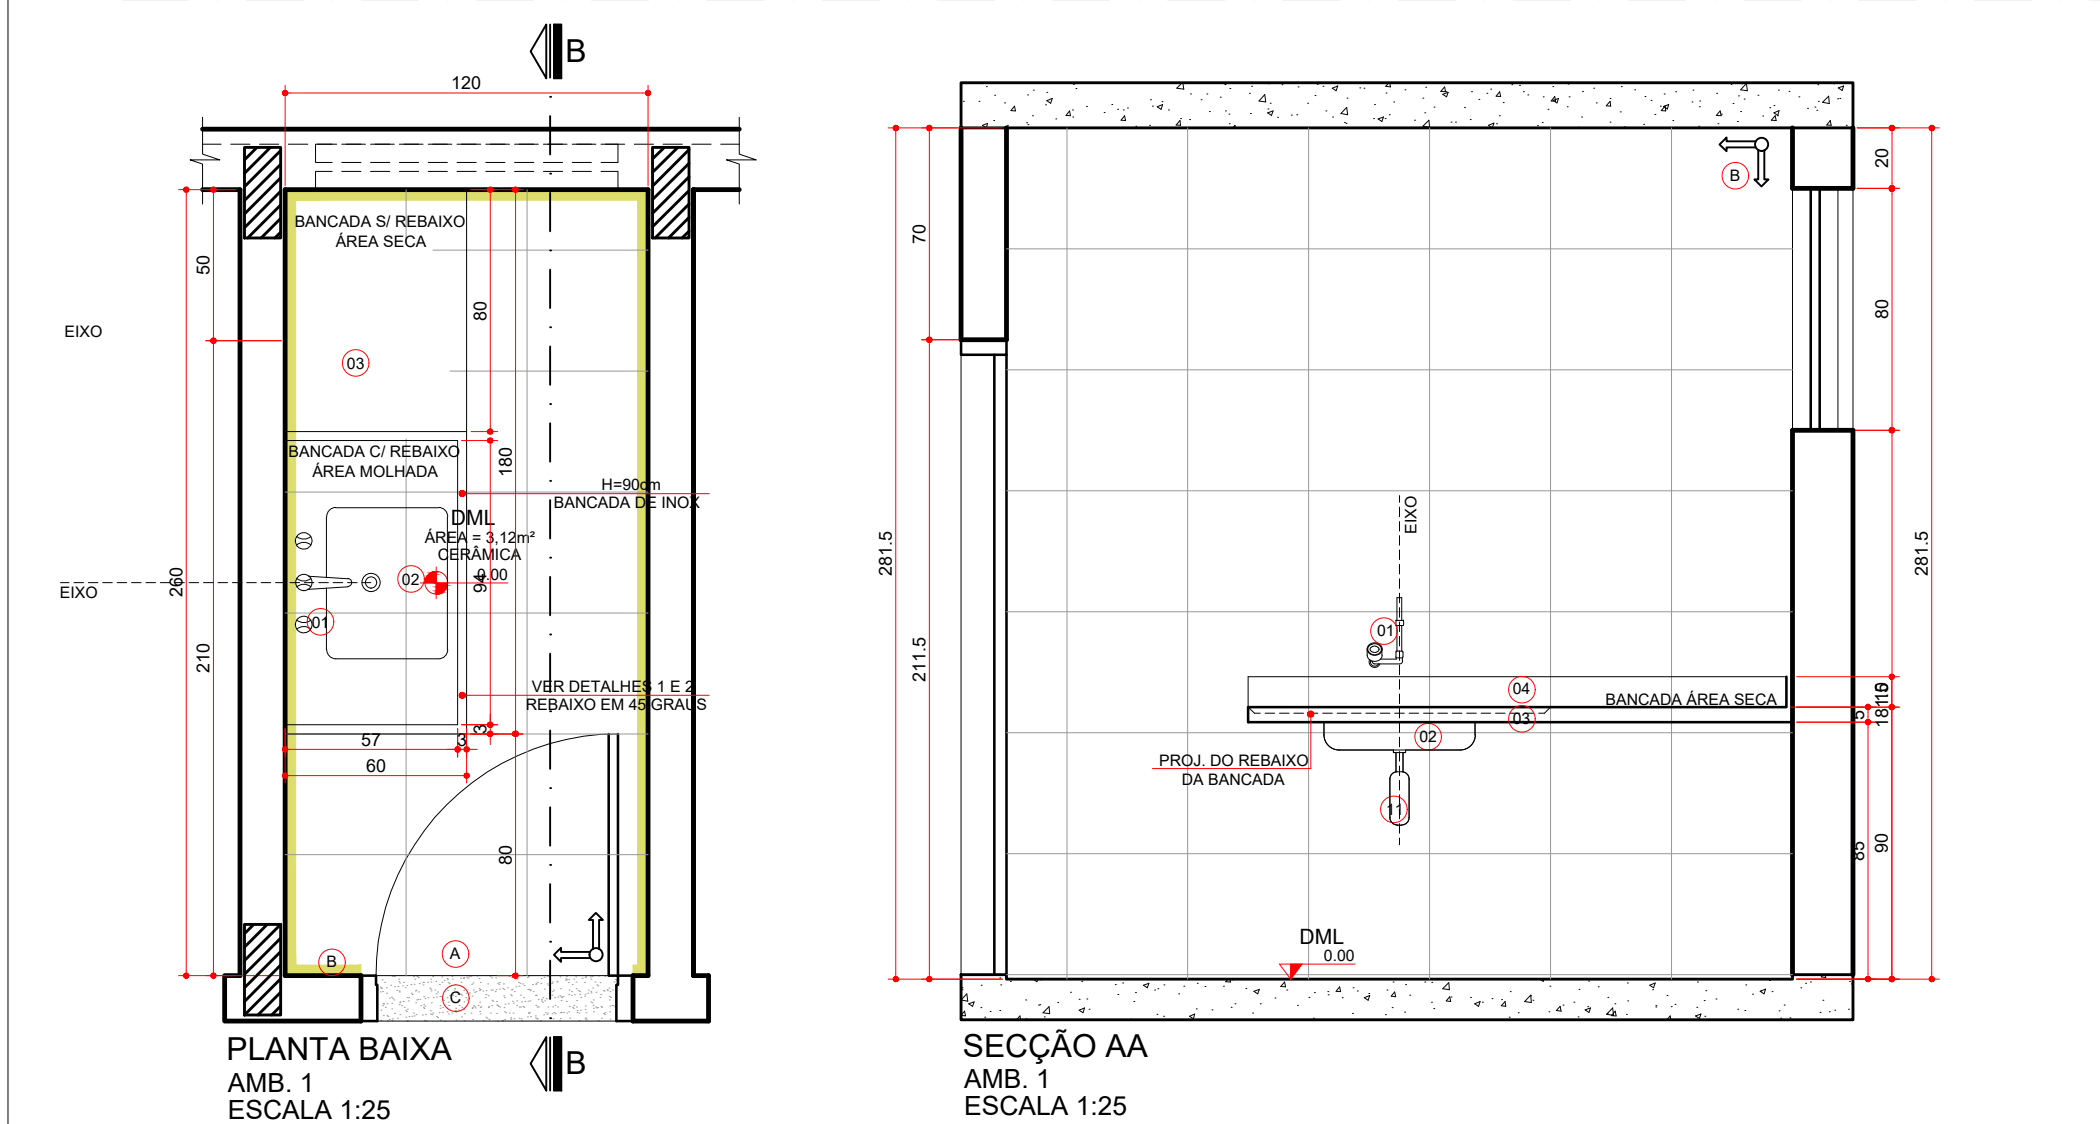 B
120
BANCADA S/ REBAIXO
ÁREA SECA
50
80
EIXO
03
BANCADA C/ REBAIXO
ÁREA MOLHADA
180
H=90cm
BANCADA DE INOX
DML
ÁREA = 3,12m²
CERÂMICA
0.00
02
94
EIXO
260
01
210
VER DETALHES 1 E 2
REBAIXO EM 45 GRAUS
3
57
3
60
80
A
B
C
B
PLANTA BAIXA
AMB. 1
ESCALA 1:25
20
B
70
80
EIXO
281.5
281.5
211.5
01
04
BANCADA ÁREA SECA
03
02
PROJ. DO REBAIXO
DA BANCADA
11
5
85
90
DML
0.00
SECÇÃO AA
AMB. 1
ESCALA 1:25